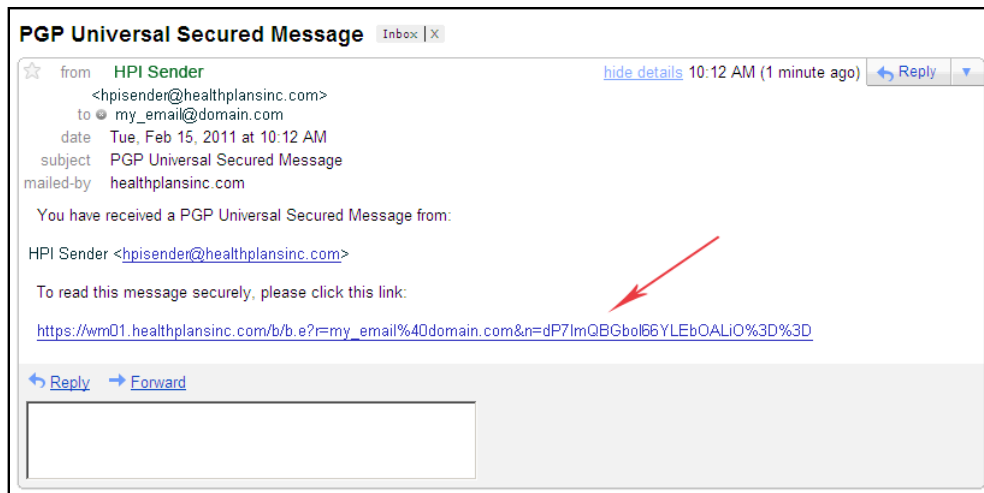 PGP Universal Secured Message Inbox | X
from HPI Sender hide details 10:12 AM (1 minute ago) Reply
<hpisender@healthplansinc.com>
to my_email@domain.com
date Tue, Feb 15, 2011 at 10:12 AM
subject PGP Universal Secured Message
mailed-by healthplansinc.com
You have received a PGP Universal Secured Message from:
HPI Sender <hpisender@healthplansinc.com>
To read this message securely, please click this link:
https://wm01.healthplansinc.com/b/b.e?r=my_email%40domain.com&n=dP7lmQBGbol66YLEbOALiO%3D%3D
Reply Forward